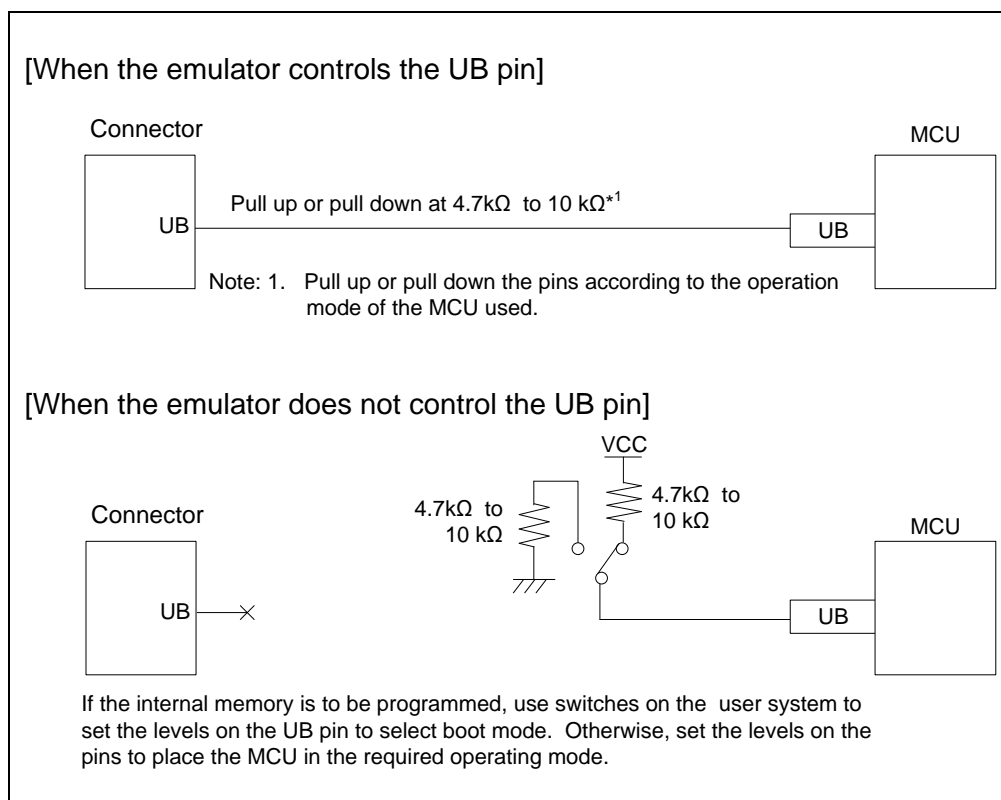 [When the emulator controls the UB pin]
Connector
MCU
Pull up or pull down at 4.7kΩ to 10 kΩ*1
UB
UB
Note: 1. Pull up or pull down the pins according to the operation
mode of the MCU used.
[When the emulator does not control the UB pin]
VCC
4.7kΩ to
10 kΩ
4.7kΩ to
10 kΩ
Connector
MCU
UB
UB
If the internal memory is to be programmed, use switches on the user system to
set the levels on the UB pin to select boot mode. Otherwise, set the levels on the
pins to place the MCU in the required operating mode.